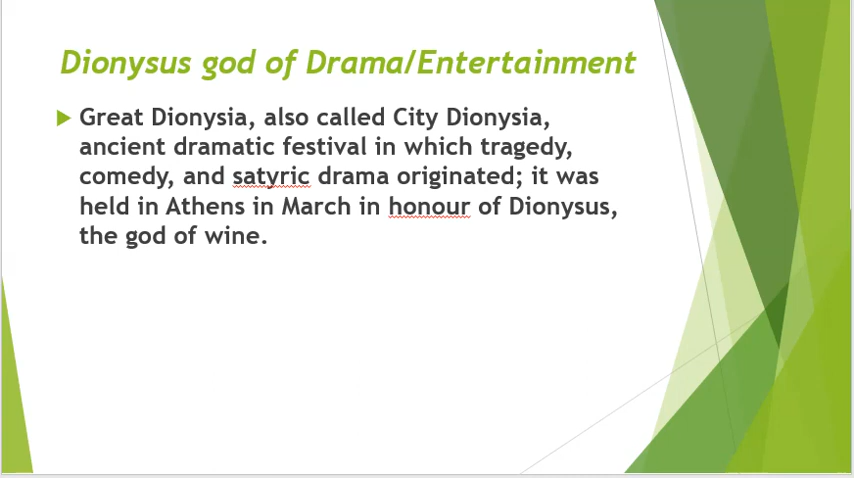 Dionysus god of Drama/Entertainment
Great Dionysia, also called City Dionysia,
ancient dramatic festival in which tragedy,
comedy, and satyric drama originated; it was
held in Athens in March in honour of Dionysus,
the god of wine.